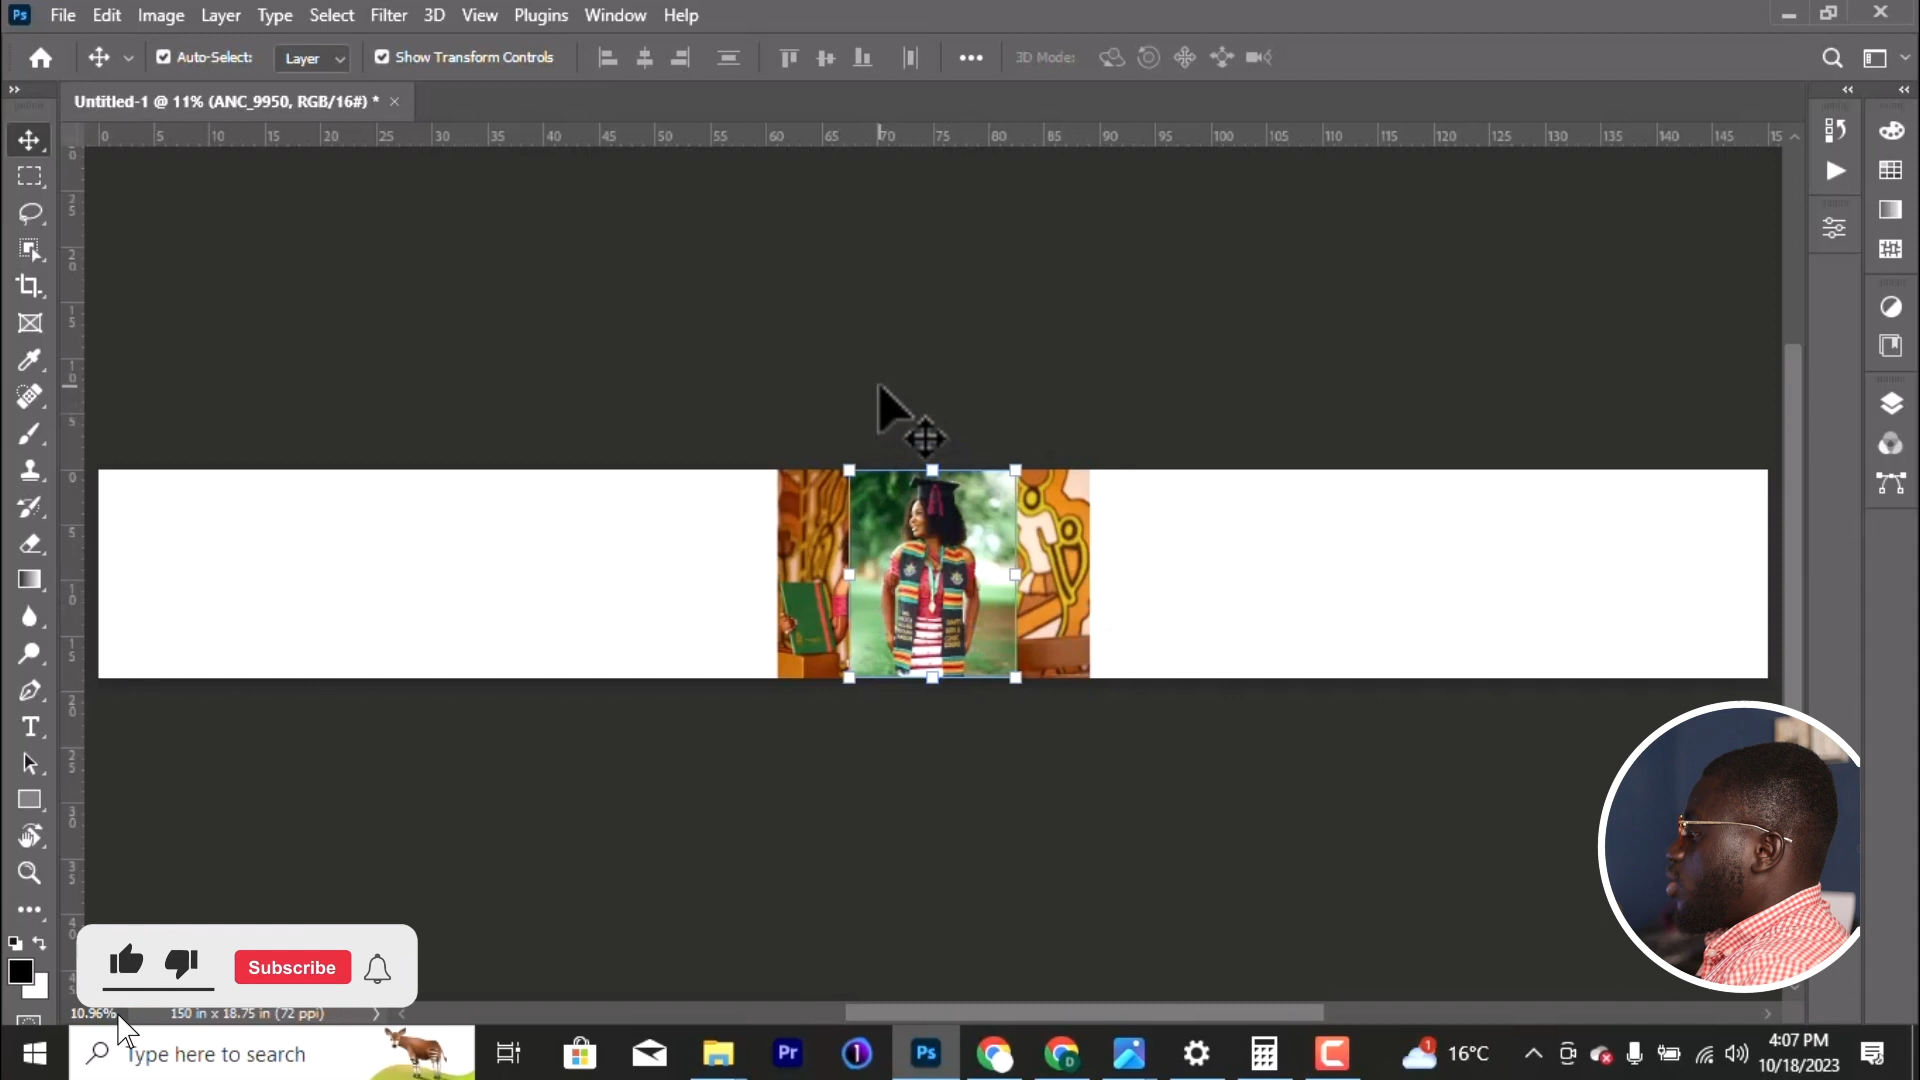 Ps File Edit Image Layer Type Select Filter 3D View Plugins Window Help
Auto-Select: Layer Show Transform Controls 3D Mode:
Untitled-1 @ 11% (ANC_9950, RGB/16#) *
0 5 10 15 20 25 30 35 40 45 50 55 60 65 70 75 80 85 90 95 100 105 110 115 120 125 130 135 140 145 15
Subscribe
10.96% 150 in x 18.75 in (72 ppi)
Type here to search
Pr
Ps
D
1
16°C
4:07 PM
10/18/2023